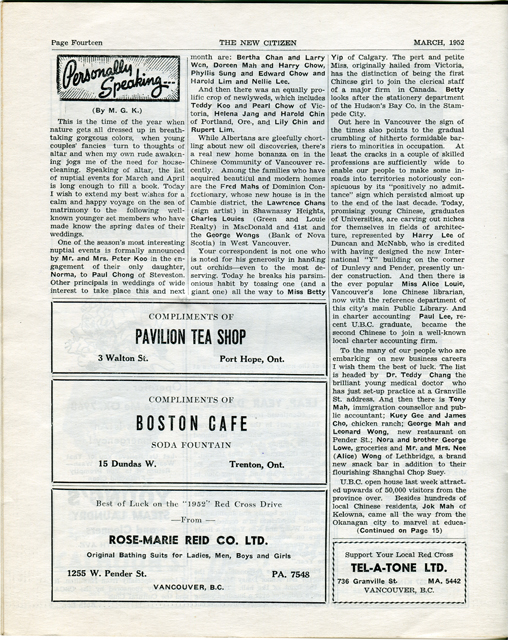 Page Fourteen
THE NEW CITIZEN
MARCH, 1952
Personally
Speaking...
(By M. G. K.)
This is the time of the year when
nature gets all dressed up in breath-
taking gorgeous colors, when young
couples' fancies turn to thoughts of
altar and when my own rude awaken-
ing jogs me of the need for house-
cleaning. Speaking of altar, the list
of nuptial events for March and April
is long enough to fill a book. Today
I wish to extend my best wishes for a
calm and happy voyage on the sea of
matrimony to the following well-
known younger set members who have
made know the spring dates of their
weddings.
One of the season's most interesting
nuptial events is formally announced
by Mr. and Mrs. Peter Koo in the en-
gagement of their only daughter,
Norma, to Paul Chong of Steveston.
Other principals in weddings of wide
interest to take place this and next
month are: Bertha Chan and Larry
Wen, Doreen Mah and Harry Chow,
Phyllis Sung and Edward Chow and
Harold Lim and Nellie Lee.
And then there was an equally pro-
lific crop of newlyweds, which includes
Teddy Koo and Pearl Chow of Vic-
toria, Helena Jang and Harold Chin
of Portland, Ore., and Lily Chin and
Rupert Lim.
While Albertans are gleefully chort-
ling about new oil discoveries, there's
a real new home bonanza on in the
Chinese Community of Vancouver re-
cently. Among the families who have
acquired beautiful and modern homes
are the Fred Mahs of Dominion Con-
fectionary, whose new house is in the
Cambie district, the Lawrence Chans
(sign artist) in Shawnassy Heights,
Charles Louies (Green and Louie
Realty) in MacDonald and 41st and
the George Wongs (Bank of Nova
Scotia) in West Vancouver.
Your correspondent is not one who
is noted for his generosity in handing
out orchids—even to the most de-
serving. Today he breaks his parsim-
onious habit by tossing one (and a
giant one) all the way to Miss Betty
Yip of Calgary. The pert and petite
Miss, originally hailed from Victoria,
has the distinction of being the first
Chinese girl to join the clerical staff
of a major firm in Canada. Betty
looks after the stationery department
of the Hudson's Bay Co. in the Stam-
pede City.
Out here in Vancouver the sign of
the times also points to the gradual
crumbling of hitherto formidable bar-
riers to minorities in occupation. At
least the cracks in a couple of skilled
professions are sufficiently wide to
enable our people to make some in-
roads into territories notoriously con-
spicuous by its "positively no admit-
tance" sign which persisted almost up
to the end of the last decade. Today,
promising young Chinese, graduates
of Universities, are carving out niches
for themselves in fields of architec-
ture, represented by Harry Lee of
Duncan and McNabb, who is credited
with having designed the new Inter-
national "Y" building on the corner
of Dunlevy and Pender, presently un-
der construction. And then there is
the ever popular Miss Alice Louie,
Vancouver's lone Chinese librarian,
now with the reference department of
this city's main Public Library. And
in charter accounting Paul Lee, re-
cent U.B.C. graduate, became the
second Chinese to join a well-known
local charter accounting firm.
To the many of our people who are
embarking on new business careers
I wish them the best of luck. The list
is headed by Dr. Teddy Chang the
brilliant young medical doctor who
has just set-up practice at a Granville
St. address. And then there is Tony
Mah, immigration counsellor and pub-
lic accountant; Kuey Gee and James
Cho, chicken ranch; George Mah and
Leonard Wong, new restaurant on
Pender St.; Nora and brother George
Lowe, groceries and Mr. and Mrs. Nee
(Alice) Wong of Lethbridge, a brand
new snack bar in addition to their
flourishing Shanghai Chop Suey.
U.B.C. open house last week attract-
ed upwards of 50,000 visitors from the
province over. Besides hundreds of
local Chinese residents, Jok Mah of
Kelowna, came all the way from the
Okanagan city to marvel at educa-
(Continued on Page 15)
COMPLIMENTS OF
PAVILION TEA SHOP
3 Walton St. Port Hope, Ont.
COMPLIMENTS OF
BOSTON CAFE
SODA FOUNTAIN
15 Dundas W. Trenton, Ont.
Best of Luck on the "1952" Red Cross Drive
—From—
ROSE-MARIE REID CO. LTD.
Original Bathing Suits for Ladies, Men, Boys and Girls
1255 W. Pender St. PA. 7548
VANCOUVER, B.C.
Support Your Local Red Cross
TEL-A-TONE LTD.
736 Granville St. MA. 5442
VANCOUVER, B.C.